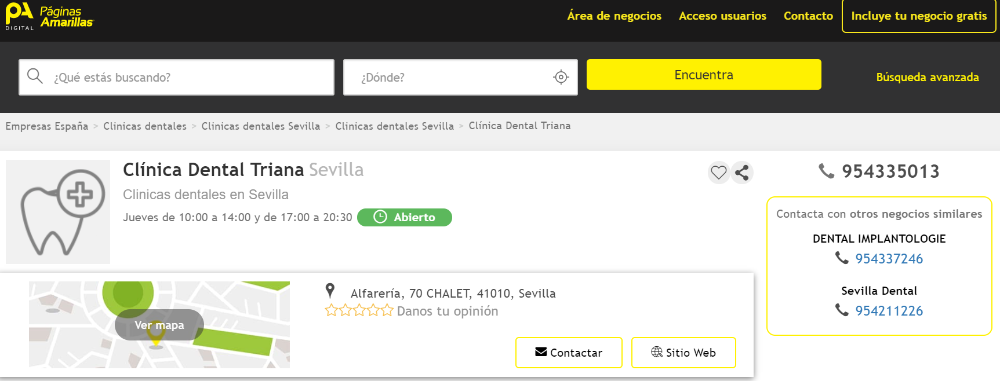 PA Páginas
DIGITAL Amarillas
Área de negocios Acceso usuarios Contacto Incluye tu negocio gratis
¿Qué estás buscando? ¿Dónde? Encuentra Búsqueda avanzada
Empresas España > Clinicas dentales > Clinicas dentales Sevilla > Clinicas dentales Sevilla > Clínica Dental Triana
Clínica Dental Triana Sevilla
Clinicas dentales en Sevilla
Jueves de 10:00 a 14:00 y de 17:00 a 20:30 Abierto
954335013
Contacta con otros negocios similares
DENTAL IMPLANTOLOGIE
954337246
Sevilla Dental
954211226
Ver mapa
Alfarería, 70 CHALET, 41010, Sevilla
Danos tu opinión
Contactar Sitio Web